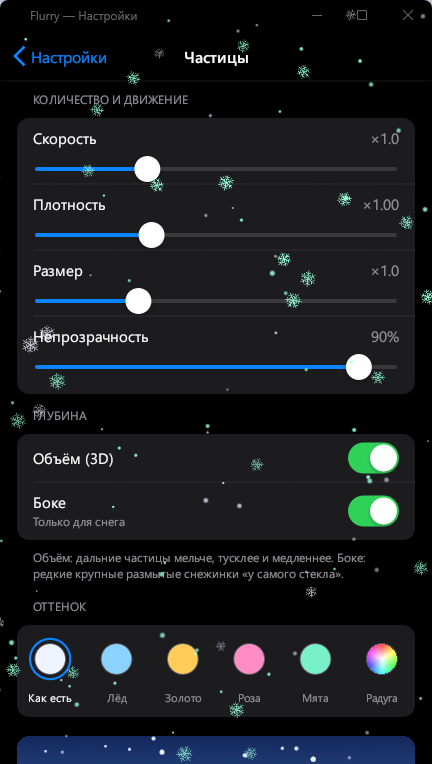 Flurry — Настройки
Настройки
Частицы
КОЛИЧЕСТВО И ДВИЖЕНИЕ
Скорость
×1.0
Плотность
×1.00
Размер
×1.0
Непрозрачность
90%
ГЛУБИНА
Объём (3D)
Боке
Только для снега
Объём: дальние частицы мельче, тусклее и медленнее. Боке:
редкие крупные размытые снежинки «у самого стекла».
ОТТЕНОК
Как есть
Лёд
Золото
Роза
Мята
Радуга